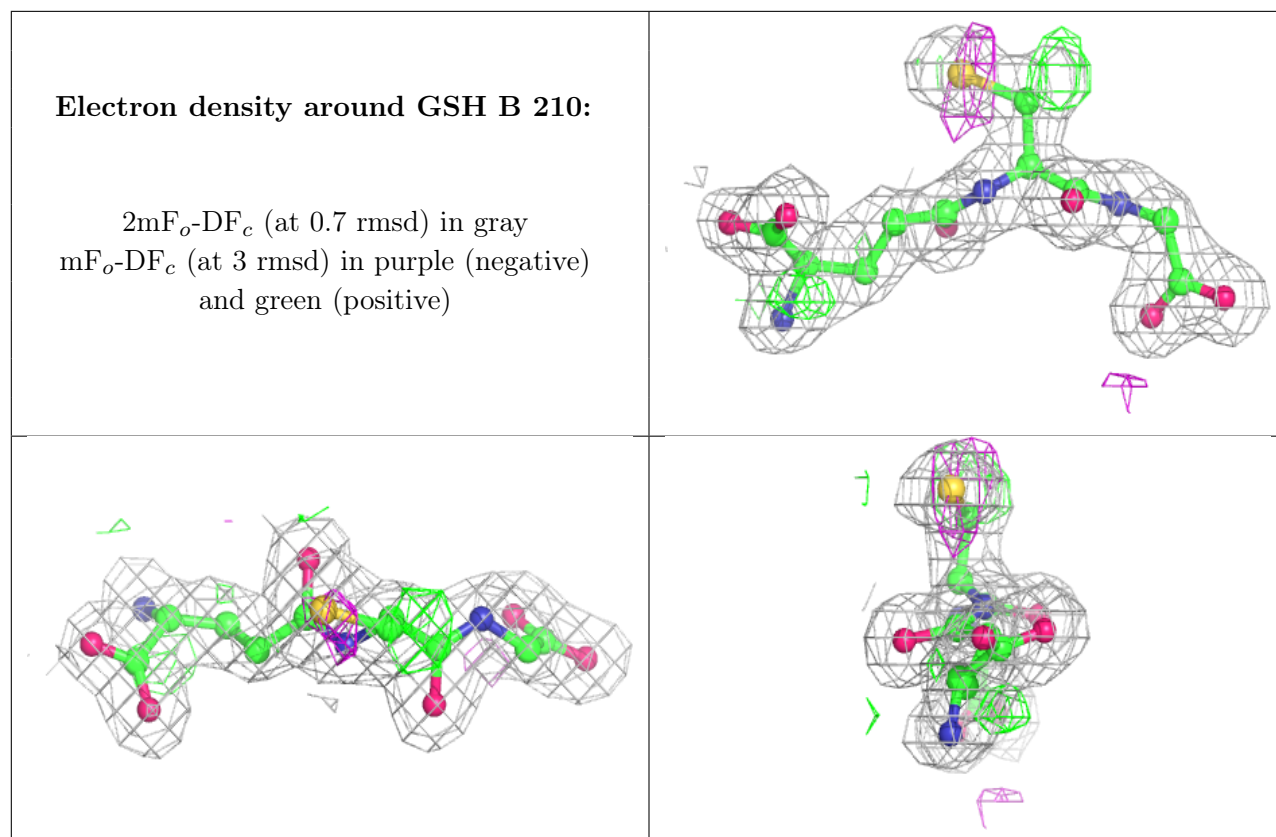 Electron density around GSH B 210:
2mFₒ-DF𝒸 (at 0.7 rmsd) in gray
mFₒ-DF𝒸 (at 3 rmsd) in purple (negative)
and green (positive)